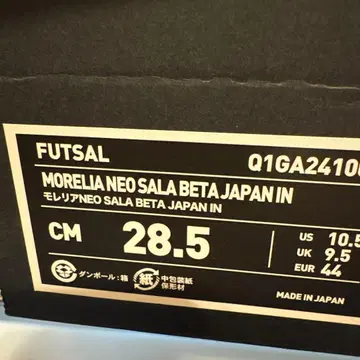 FUTSAL Q1GA24100
MORELIA NEO SALA BETA JAPAN IN
モレリアNEO SALA BETA JAPAN IN
CM 28.5
US 10.5
UK 9.5
EUR 44
ダンボール:箱
紙
中包装紙
保形材
MADE IN JAPAN